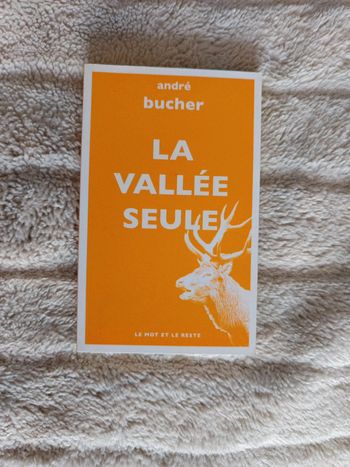 andré
bucher
LA
VALLÉE
SEULE
LE MOT ET LE RESTE